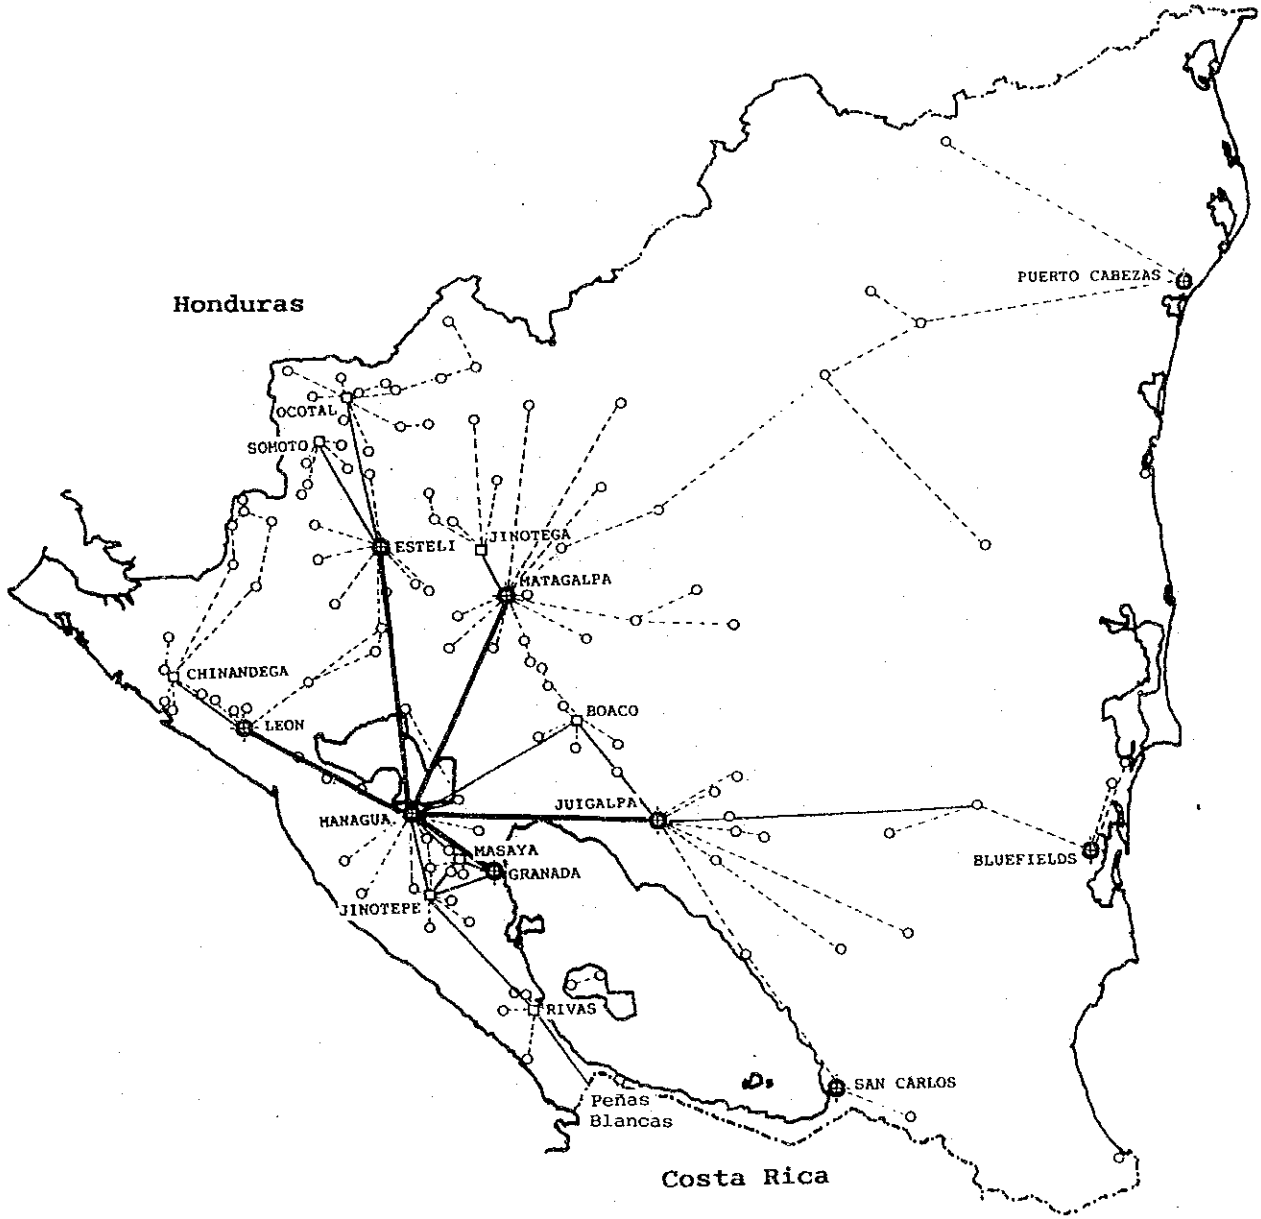 PUERTO CABEZAS
Honduras
OCOTAL
SOMOTO
ESTELI
JINOTEGA
MATAGALPA
CHINANDEGA
LEON
BOACO
JUIGALPA
MANAGUA
MASAYA
GRANADA
BLUEFIELDS
JINOTEPE
RIVAS
SAN CARLOS
Peñas
Blancas
Costa Rica